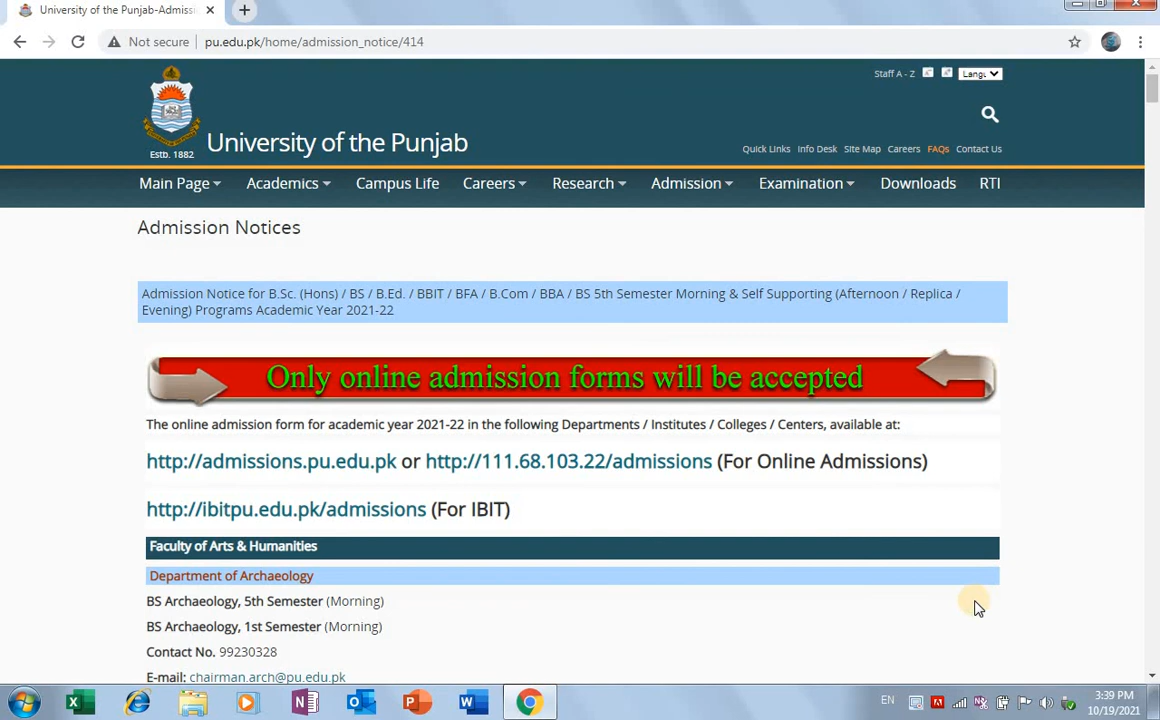 University of the Punjab-Admiss
Not secure
pu.edu.pk/home/admission_notice/414
Staff A - Z
Langu
Estb. 1882
University of the Punjab
Quick Links Info Desk Site Map Careers FAQs Contact Us
Main Page Academics Campus Life Careers Research Admission Examination Downloads RTI
Admission Notices
Admission Notice for B.Sc. (Hons) / BS / B.Ed. / BBIT / BFA / B.Com / BBA / BS 5th Semester Morning & Self Supporting (Afternoon / Replica /
Evening) Programs Academic Year 2021-22
Only online admission forms will be accepted
The online admission form for academic year 2021-22 in the following Departments / Institutes / Colleges / Centers, available at:
http://admissions.pu.edu.pk or http://111.68.103.22/admissions (For Online Admissions)
http://ibitpu.edu.pk/admissions (For IBIT)
Faculty of Arts & Humanities
Department of Archaeology
BS Archaeology, 5th Semester (Morning)
BS Archaeology, 1st Semester (Morning)
Contact No. 99230328
E-mail: chairman.arch@pu.edu.pk
EN
3:39 PM
10/19/2021